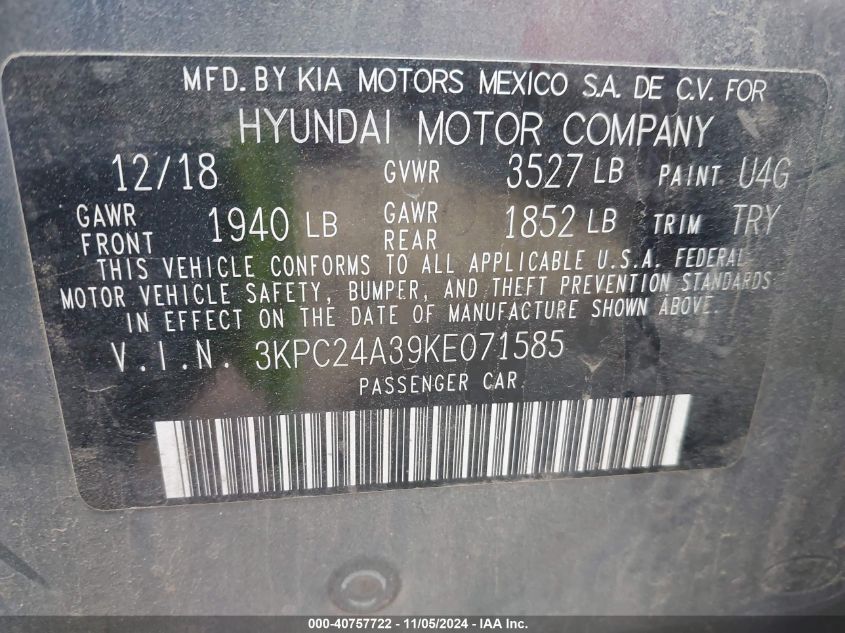 MFD. BY KIA MOTORS MEXICO S.A. DE C.V. FOR
HYUNDAI MOTOR COMPANY
12/18 GVWR 3527 LB PAINT U4G
GAWR FRONT 1940 LB GAWR REAR 1852 LB TRIM TRY
THIS VEHICLE CONFORMS TO ALL APPLICABLE U.S.A. FEDERAL
MOTOR VEHICLE SAFETY, BUMPER, AND THEFT PREVENTION STANDARDS
IN EFFECT ON THE DATE OF MANUFACTURE SHOWN ABOVE.
V.I.N. 3KPC24A39KE071585
PASSENGER CAR
000-40757722 - 11/05/2024 - IAA Inc.